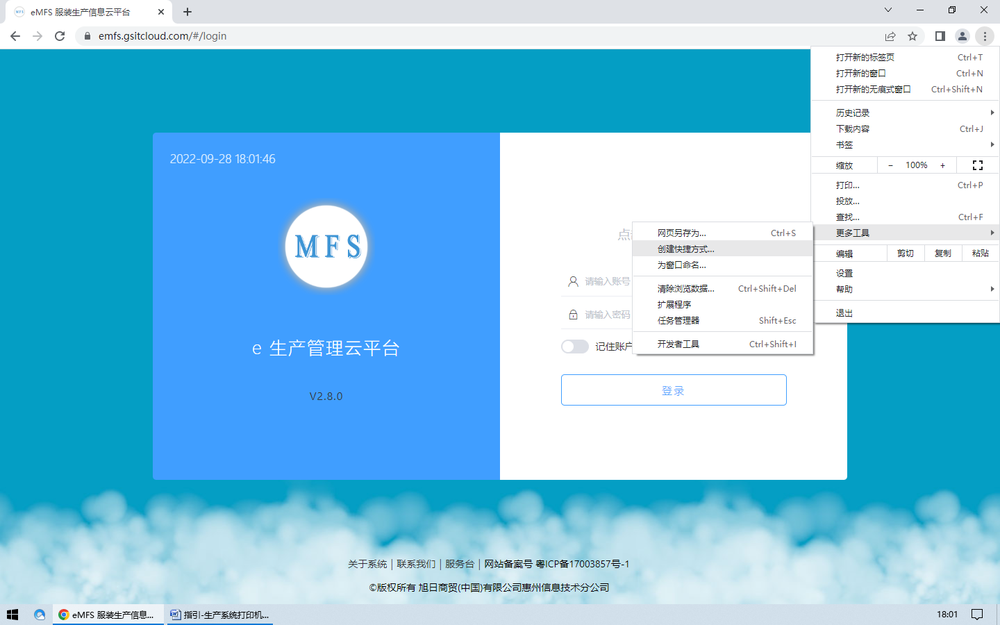 eMFS 服装生产信息云平台
emfs.gsitcloud.com/#/login
打开新的标签页 Ctrl+T
打开新的窗口 Ctrl+N
打开新的无痕式窗口 Ctrl+Shift+N
历史记录
下载内容 Ctrl+J
书签
缩放 - 100% +
打印... Ctrl+P
投放...
查找... Ctrl+F
更多工具
编辑 剪切 复制 粘贴
设置
帮助
退出
网页另存为... Ctrl+S
创建快捷方式...
为窗口命名...
清除浏览数据... Ctrl+Shift+Del
扩展程序
任务管理器 Shift+Esc
开发者工具 Ctrl+Shift+I
2022-09-28 18:01:46
MFS
e 生产管理云平台
V2.8.0
点
请输入账号
请输入密码
记住账户
登录
关于系统 | 联系我们 | 服务台 | 网站备案号 粤ICP备17003857号-1
©版权所有 旭日商贸(中国)有限公司惠州信息技术分公司
eMFS 服装生产信息... 指引-生产系统打印机... 18:01